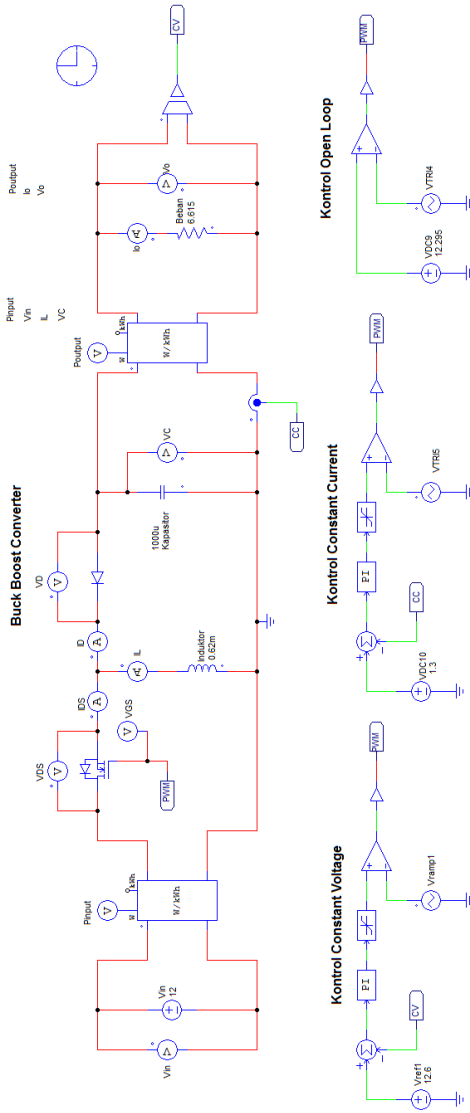 Buck Boost Converter
Pinput
Vin
IL
VC
Poutput
Io
Vo
Vin
Vin
12
Pinput
W
kWh
W/kWh
VDS
IDS
VGS
PWM
ID
VD
IL
Induktor
0.62m
1000u
Kapasitor
VC
CC
Poutput
W
kWh
W/kWh
Io
Beban
6.615
Vo
CV
Kontrol Constant Voltage
Vref1
12.6
CV
PI
Vramp1
PWM
Kontrol Constant Current
VDC10
1.3
CC
PI
VTRI5
PWM
Kontrol Open Loop
VDC9
12.295
VTRI4
PWM
V
V
V
A
A
V
V